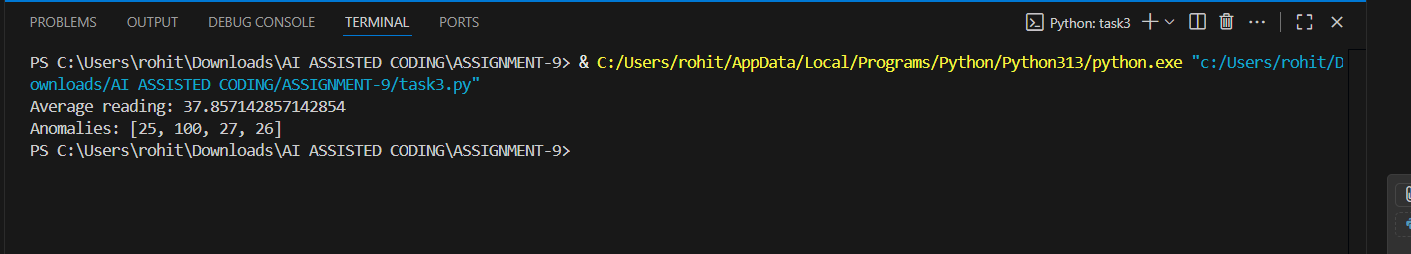 PROBLEMS OUTPUT DEBUG CONSOLE TERMINAL PORTS Python: task3
PS C:\Users\rohit\Downloads\AI ASSISTED CODING\ASSIGNMENT-9> & C:/Users/rohit/AppData/Local/Programs/Python/Python313/python.exe "c:/Users/rohit/D
ownloads/AI ASSISTED CODING/ASSIGNMENT-9/task3.py"
Average reading: 37.857142857142854
Anomalies: [25, 100, 27, 26]
PS C:\Users\rohit\Downloads\AI ASSISTED CODING\ASSIGNMENT-9>